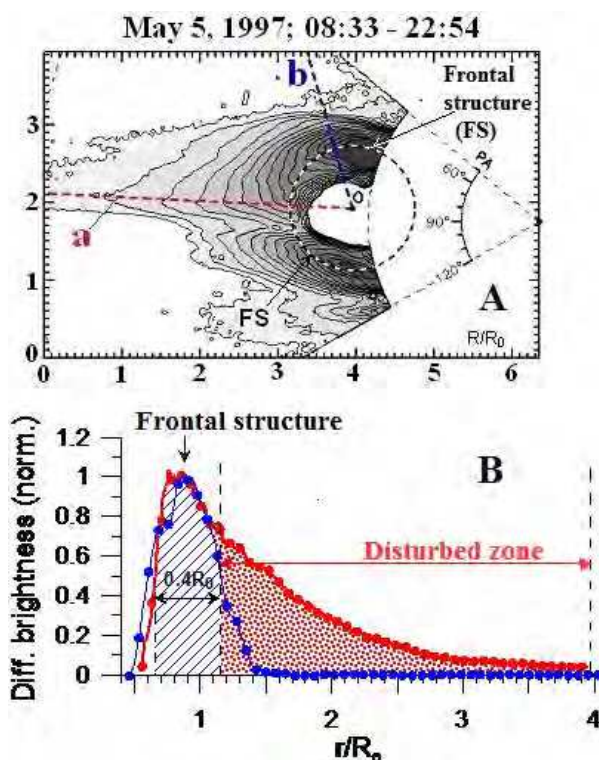 May 5, 1997; 08:33 - 22:54
b
Frontal
structure
(FS)
3
PA
60°
2
O
90°
a
1
120°
FS
A
0
R/R₀
0 1 2 3 4 5 6
Frontal structure
1.2
B
1
0.8
Disturbed zone
0.6
0.4R₀
0.4
0.2
0
Diff. brightness (norm.)
1 2 3 4
r/R₀